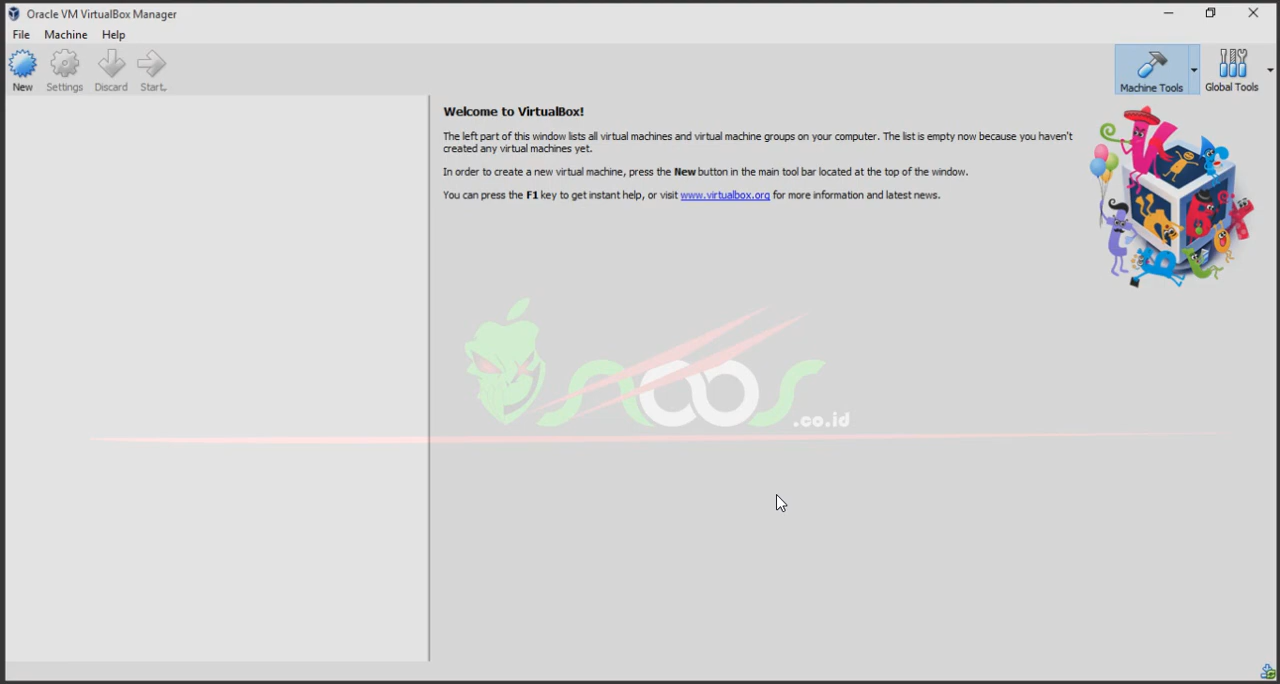 Oracle VM VirtualBox Manager
File Machine Help
New Settings Discard Start
Machine Tools Global Tools
Welcome to VirtualBox!
The left part of this window lists all virtual machines and virtual machine groups on your computer. The list is empty now because you haven't
created any virtual machines yet.
In order to create a new virtual machine, press the New button in the main tool bar located at the top of the window.
You can press the F1 key to get instant help, or visit www.virtualbox.org for more information and latest news.
.co.id